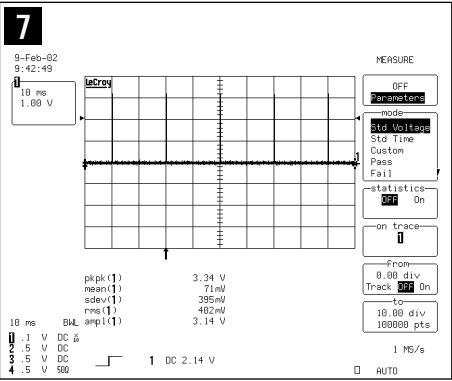 7
9-Feb-02
9:42:49
LeCroy
MEASURE
1
10 ms
1.00 V
OFF
Parameters
mode
Std Voltage
Std Time
Custom
Pass
Fail
1
statistics
OFF On
on trace
1
from
0.00 div
Track OFF On
to
10.00 div
100000 pts
pkpk(1) 3.34 V
mean(1) 71mV
sdev(1) 395mV
rms(1) 402mV
ampl(1) 3.14 V
10 ms BWL
1 .1 V DC
2 .5 V DC
3 .5 V DC
4 .5 V 50Ω
1 DC 2.14 V
1 MS/s
AUTO